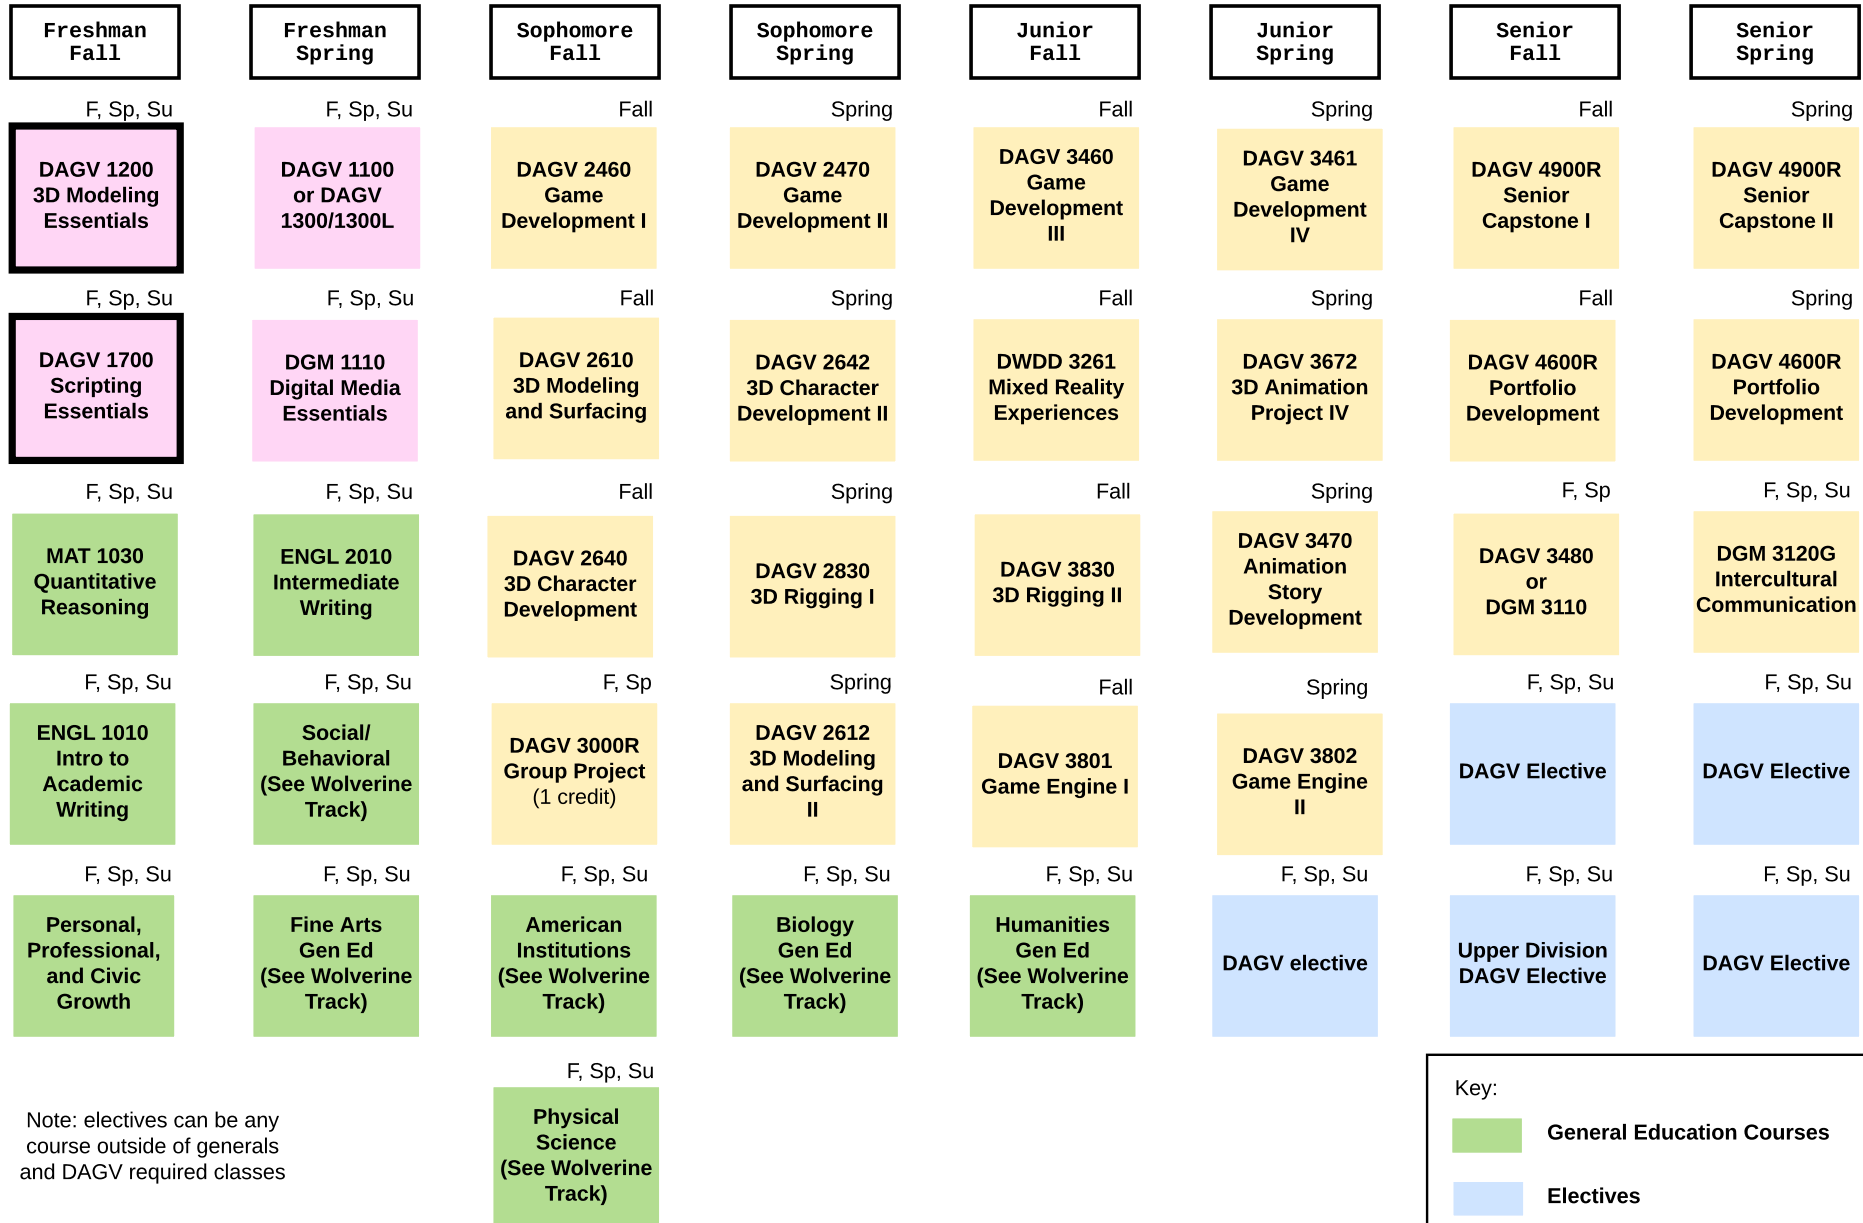 Freshman
Fall
Freshman
Spring
Sophomore
Fall
Sophomore
Spring
Junior
Fall
Junior
Spring
Senior
Fall
Senior
Spring
F, Sp, Su
DAGV 1200
3D Modeling
Essentials
F, Sp, Su
DAGV 1100
or DAGV
1300/1300L
Fall
DAGV 2460
Game
Development I
Spring
DAGV 2470
Game
Development II
Fall
DAGV 3460
Game
Development
III
Spring
DAGV 3461
Game
Development
IV
Fall
DAGV 4900R
Senior
Capstone I
Spring
DAGV 4900R
Senior
Capstone II
F, Sp, Su
DAGV 1700
Scripting
Essentials
F, Sp, Su
DGM 1110
Digital Media
Essentials
Fall
DAGV 2610
3D Modeling
and Surfacing
Spring
DAGV 2642
3D Character
Development II
Fall
DWDD 3261
Mixed Reality
Experiences
Spring
DAGV 3672
3D Animation
Project IV
Fall
DAGV 4600R
Portfolio
Development
Spring
DAGV 4600R
Portfolio
Development
F, Sp, Su
MAT 1030
Quantitative
Reasoning
F, Sp, Su
ENGL 2010
Intermediate
Writing
Fall
DAGV 2640
3D Character
Development
Spring
DAGV 2830
3D Rigging I
Fall
DAGV 3830
3D Rigging II
Spring
DAGV 3470
Animation
Story
Development
F, Sp
DAGV 3480
or
DGM 3110
F, Sp, Su
DGM 3120G
Intercultural
Communication
F, Sp, Su
ENGL 1010
Intro to
Academic
Writing
F, Sp, Su
Social/
Behavioral
(See Wolverine
Track)
F, Sp
DAGV 3000R
Group Project
(1 credit)
Spring
DAGV 2612
3D Modeling
and Surfacing
II
Fall
DAGV 3801
Game Engine I
Spring
DAGV 3802
Game Engine
II
F, Sp, Su
DAGV Elective
F, Sp, Su
DAGV Elective
F, Sp, Su
Personal,
Professional,
and Civic
Growth
F, Sp, Su
Fine Arts
Gen Ed
(See Wolverine
Track)
F, Sp, Su
American
Institutions
(See Wolverine
Track)
F, Sp, Su
Biology
Gen Ed
(See Wolverine
Track)
F, Sp, Su
Humanities
Gen Ed
(See Wolverine
Track)
F, Sp, Su
DAGV elective
F, Sp, Su
Upper Division
DAGV Elective
F, Sp, Su
DAGV Elective
Note: electives can be any
course outside of generals
and DAGV required classes
F, Sp, Su
Physical
Science
(See Wolverine
Track)
Key:
General Education Courses
Electives